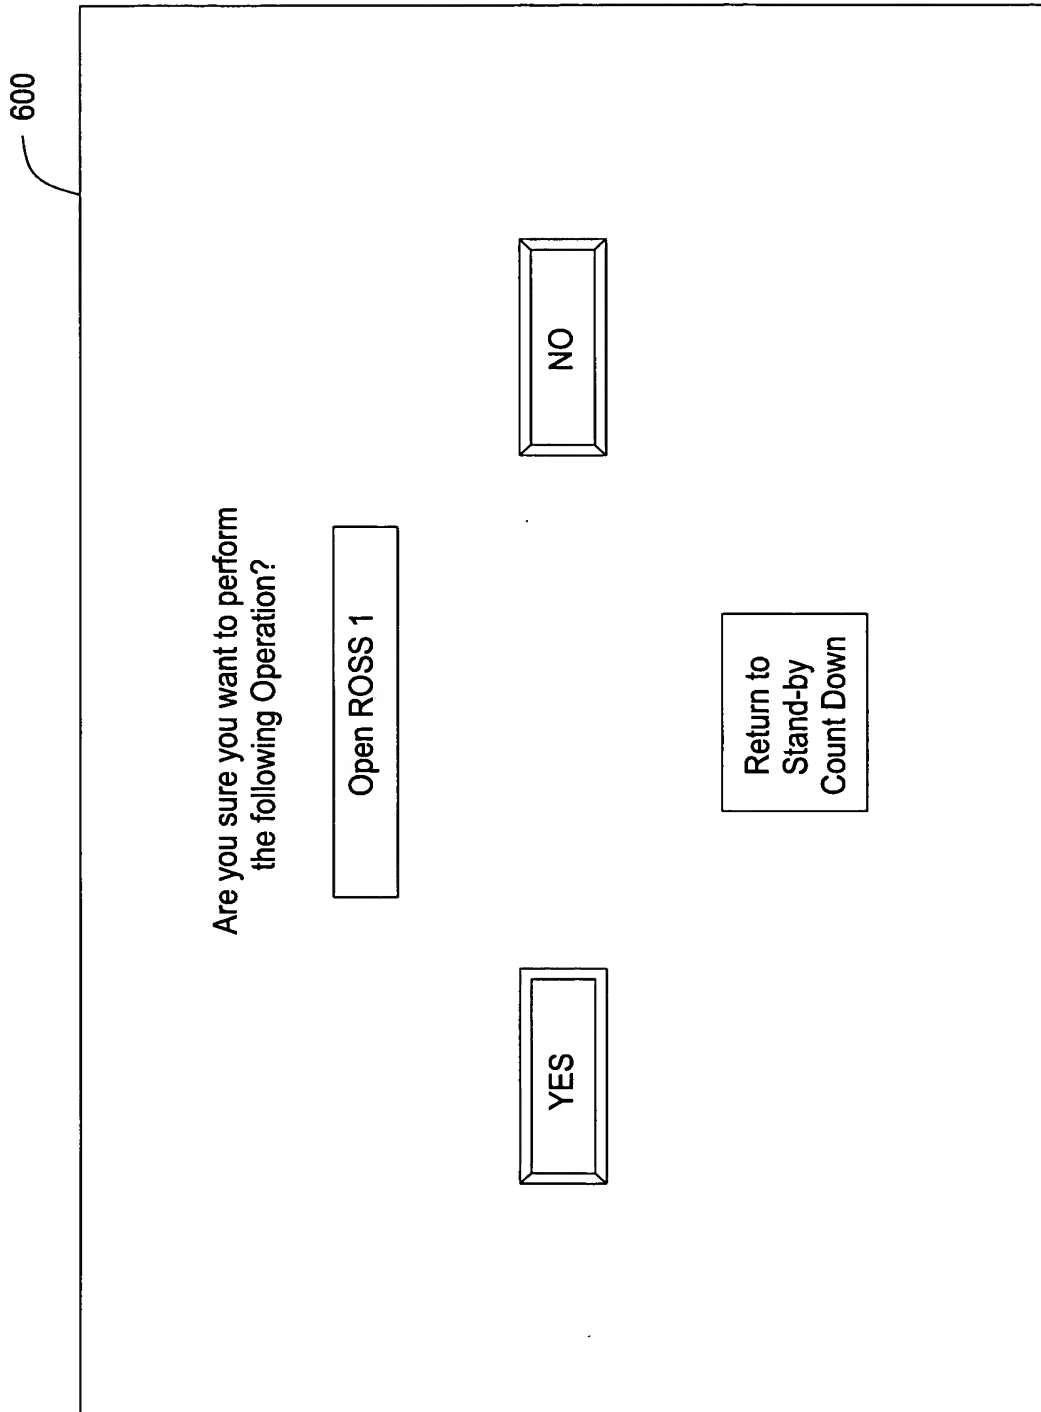 600
Are you sure you want to perform
the following Operation?
Open ROSS 1
YES
NO
Return to
Stand-by
Count Down